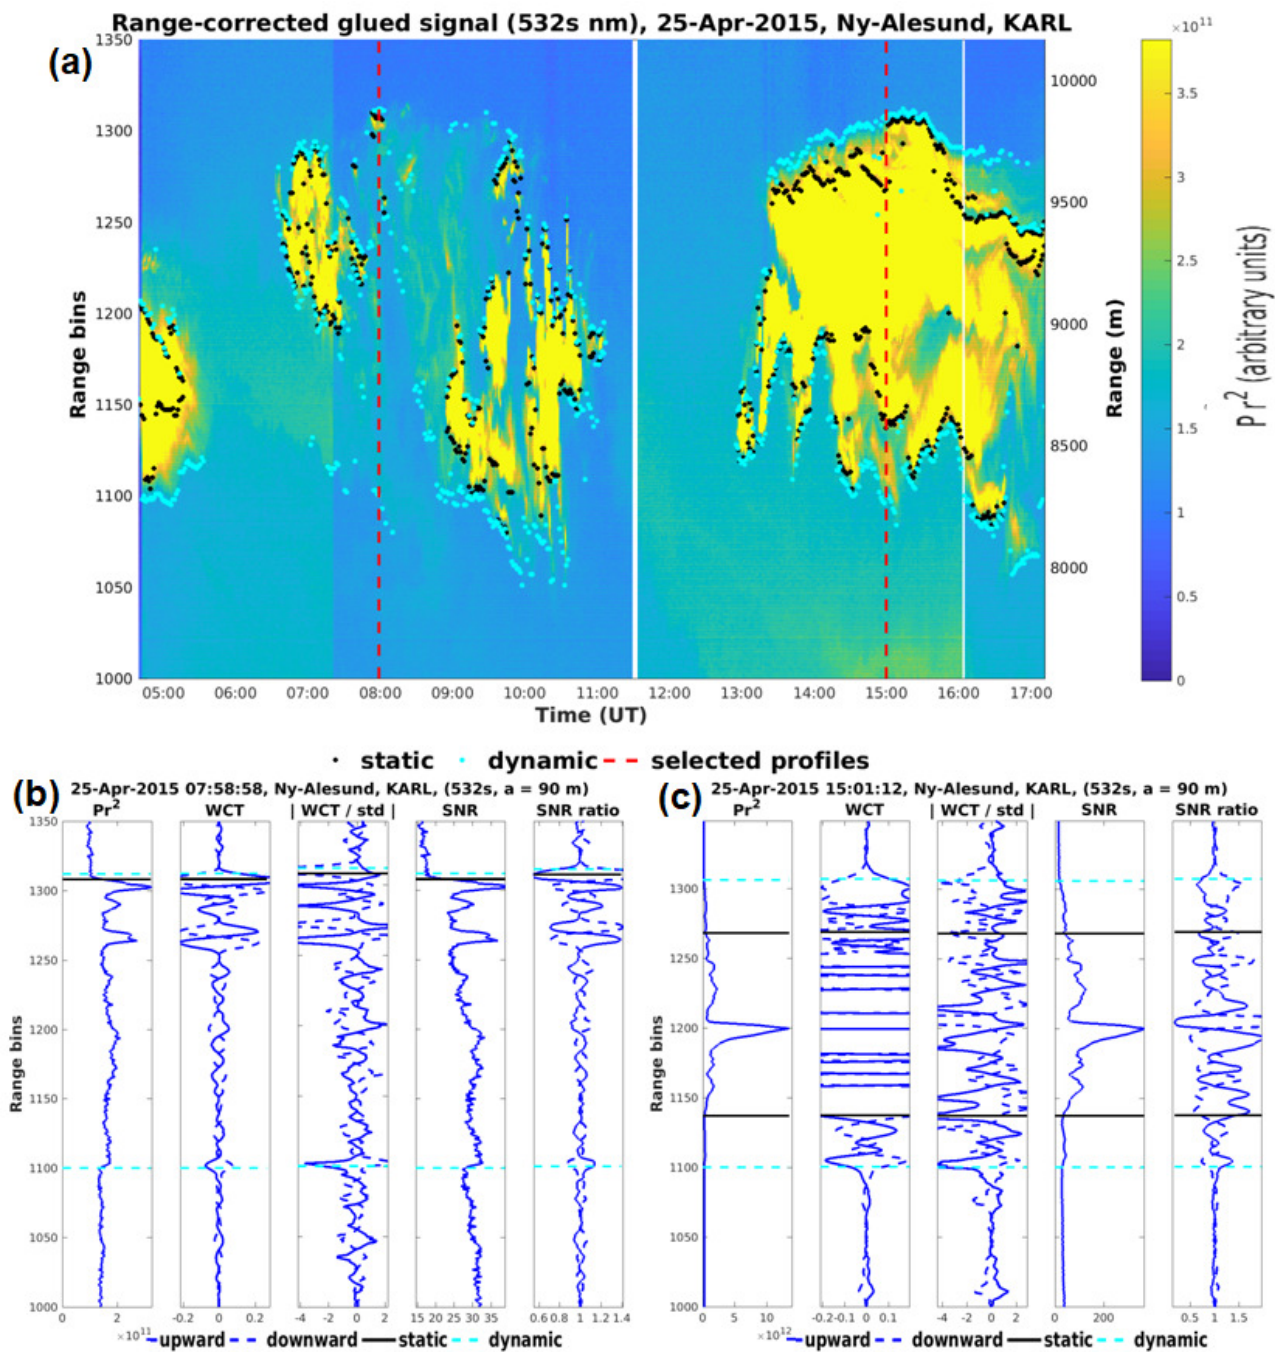 Range-corrected glued signal (532s nm), 25-Apr-2015, Ny-Alesund, KARL
(a)
×10¹¹
1350
1300
1250
1200
1150
1100
1050
1000
Range bins
10000
9500
9000
8500
8000
Range (m)
3.5
3
2.5
2
1.5
1
0.5
0
P r² (arbitrary units)
05:00 06:00 07:00 08:00 09:00 10:00 11:00 12:00 13:00 14:00 15:00 16:00 17:00
Time (UT)
static dynamic selected profiles
(b)
25-Apr-2015 07:58:58, Ny-Alesund, KARL, (532s, a = 90 m)
Pr² WCT | WCT / std | SNR SNR ratio
1350
1300
1250
1200
1150
1100
1050
1000
Range bins
0 2 -0.2 0 0.2 -4 -2 0 2 15 20 25 30 35 0.6 0.8 1 1.2 1.4
×10¹¹
upward downward static dynamic
(c)
25-Apr-2015 15:01:12, Ny-Alesund, KARL, (532s, a = 90 m)
Pr² WCT | WCT / std | SNR SNR ratio
1300
1250
1200
1150
1100
1050
1000
Range bins
0 5 10 -0.2 -0.1 0 0.1 -4 -2 0 2 0 200 0.5 1 1.5
×10¹²
upward downward static dynamic